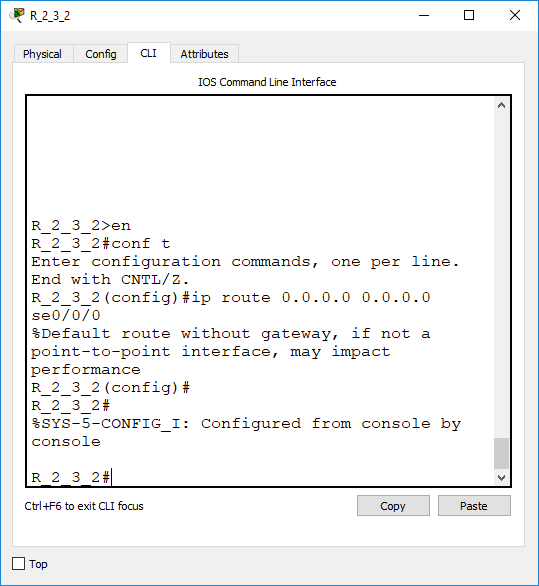 R_2_3_2
Physical Config CLI Attributes
IOS Command Line Interface
R_2_3_2>en
R_2_3_2#conf t
Enter configuration commands, one per line.
End with CNTL/Z.
R_2_3_2(config)#ip route 0.0.0.0 0.0.0.0
se0/0/0
%Default route without gateway, if not a
point-to-point interface, may impact
performance
R_2_3_2(config)#
R_2_3_2#
%SYS-5-CONFIG_I: Configured from console by
console
R_2_3_2#
Ctrl+F6 to exit CLI focus Copy Paste
Top